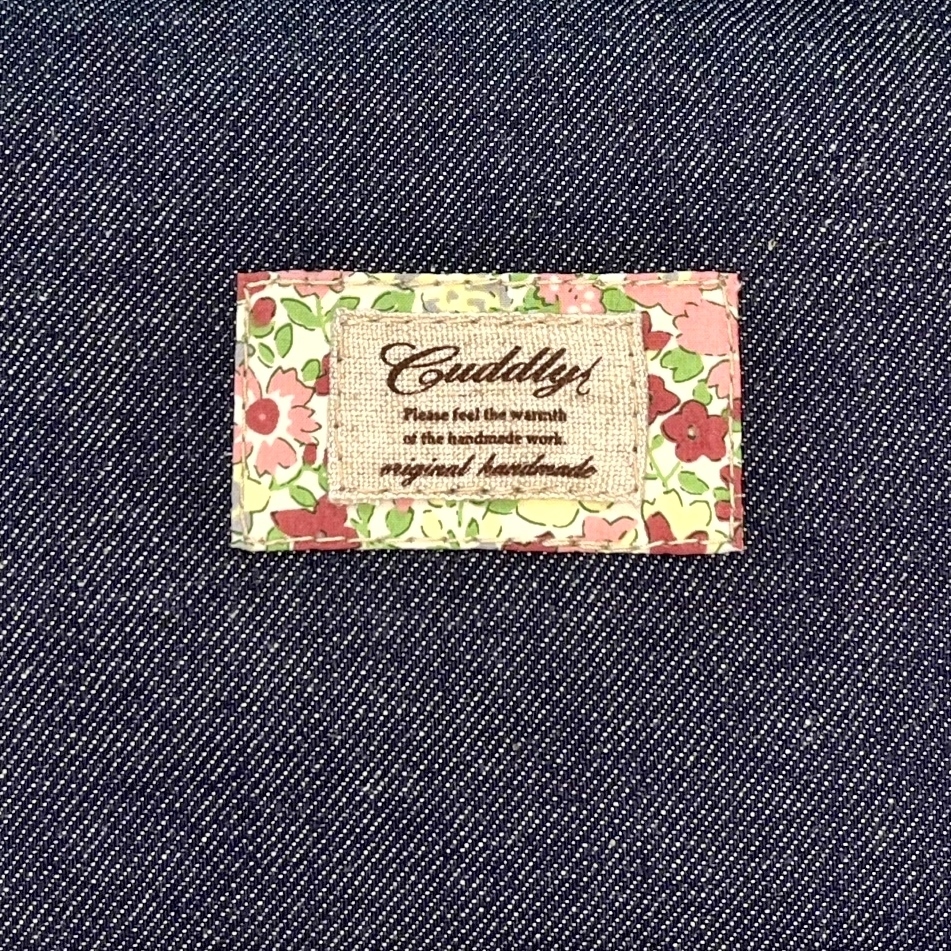 Cuddly!
Please feel the warmth
of the handmade work.
original handmade